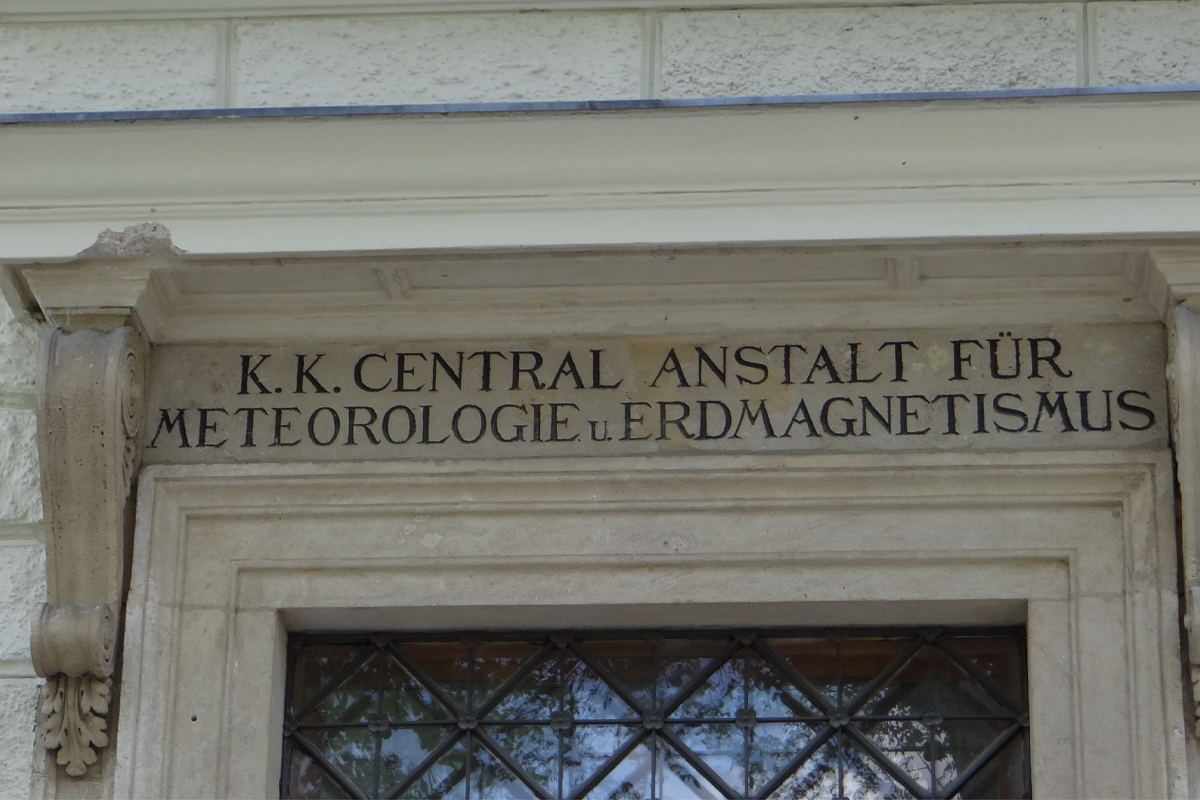 K. K. CENTRAL ANSTALT FÜR
METEOROLOGIE u. ERDMAGNETISMUS